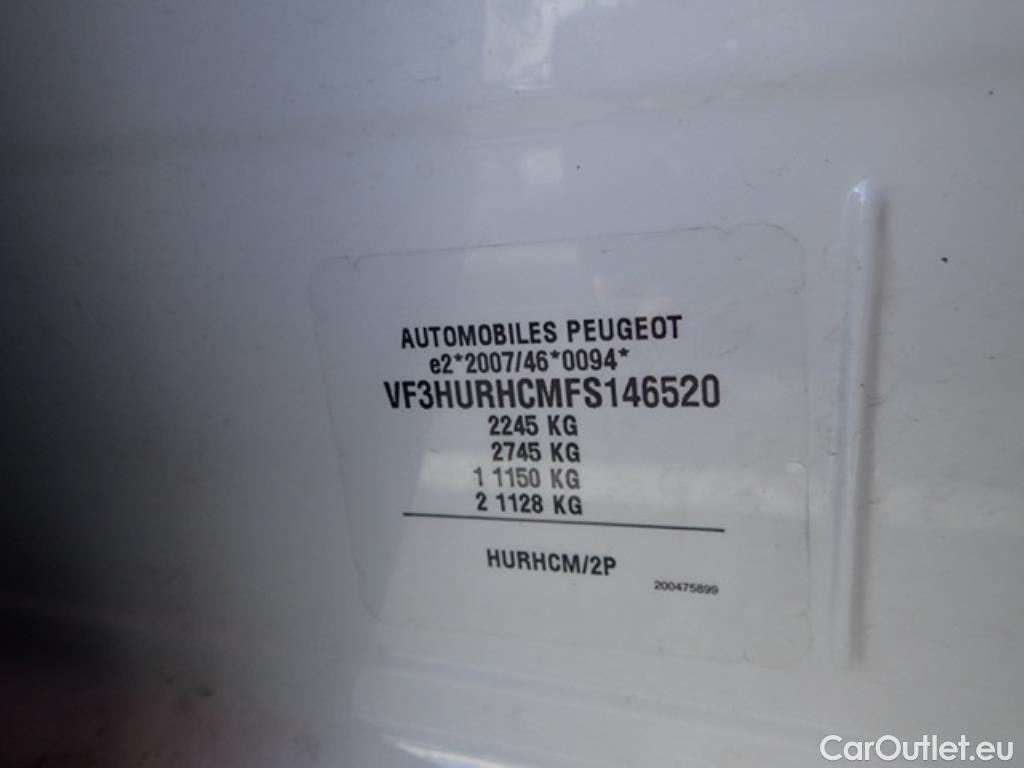 AUTOMOBILES PEUGEOT
e2*2007/46*0094*
VF3HURHCMFS146520
2245 KG
2745 KG
1 1150 KG
2 1128 KG
HURHCM/2P
200475899
CarOutlet.eu